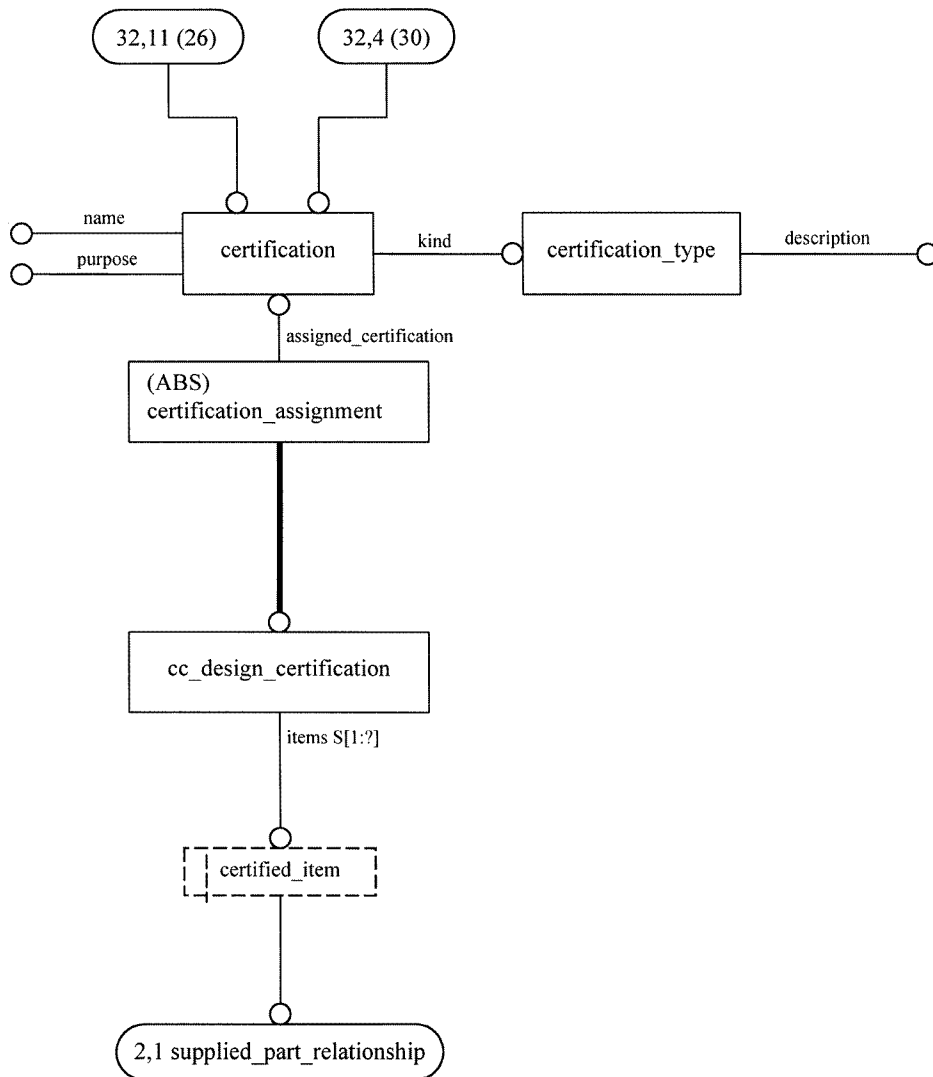 32,11 (26)
32,4 (30)
name
purpose
certification
kind
certification_type
description
assigned_certification
(ABS)
certification_assignment
cc_design_certification
items S[1:?]
certified_item
2,1 supplied_part_relationship